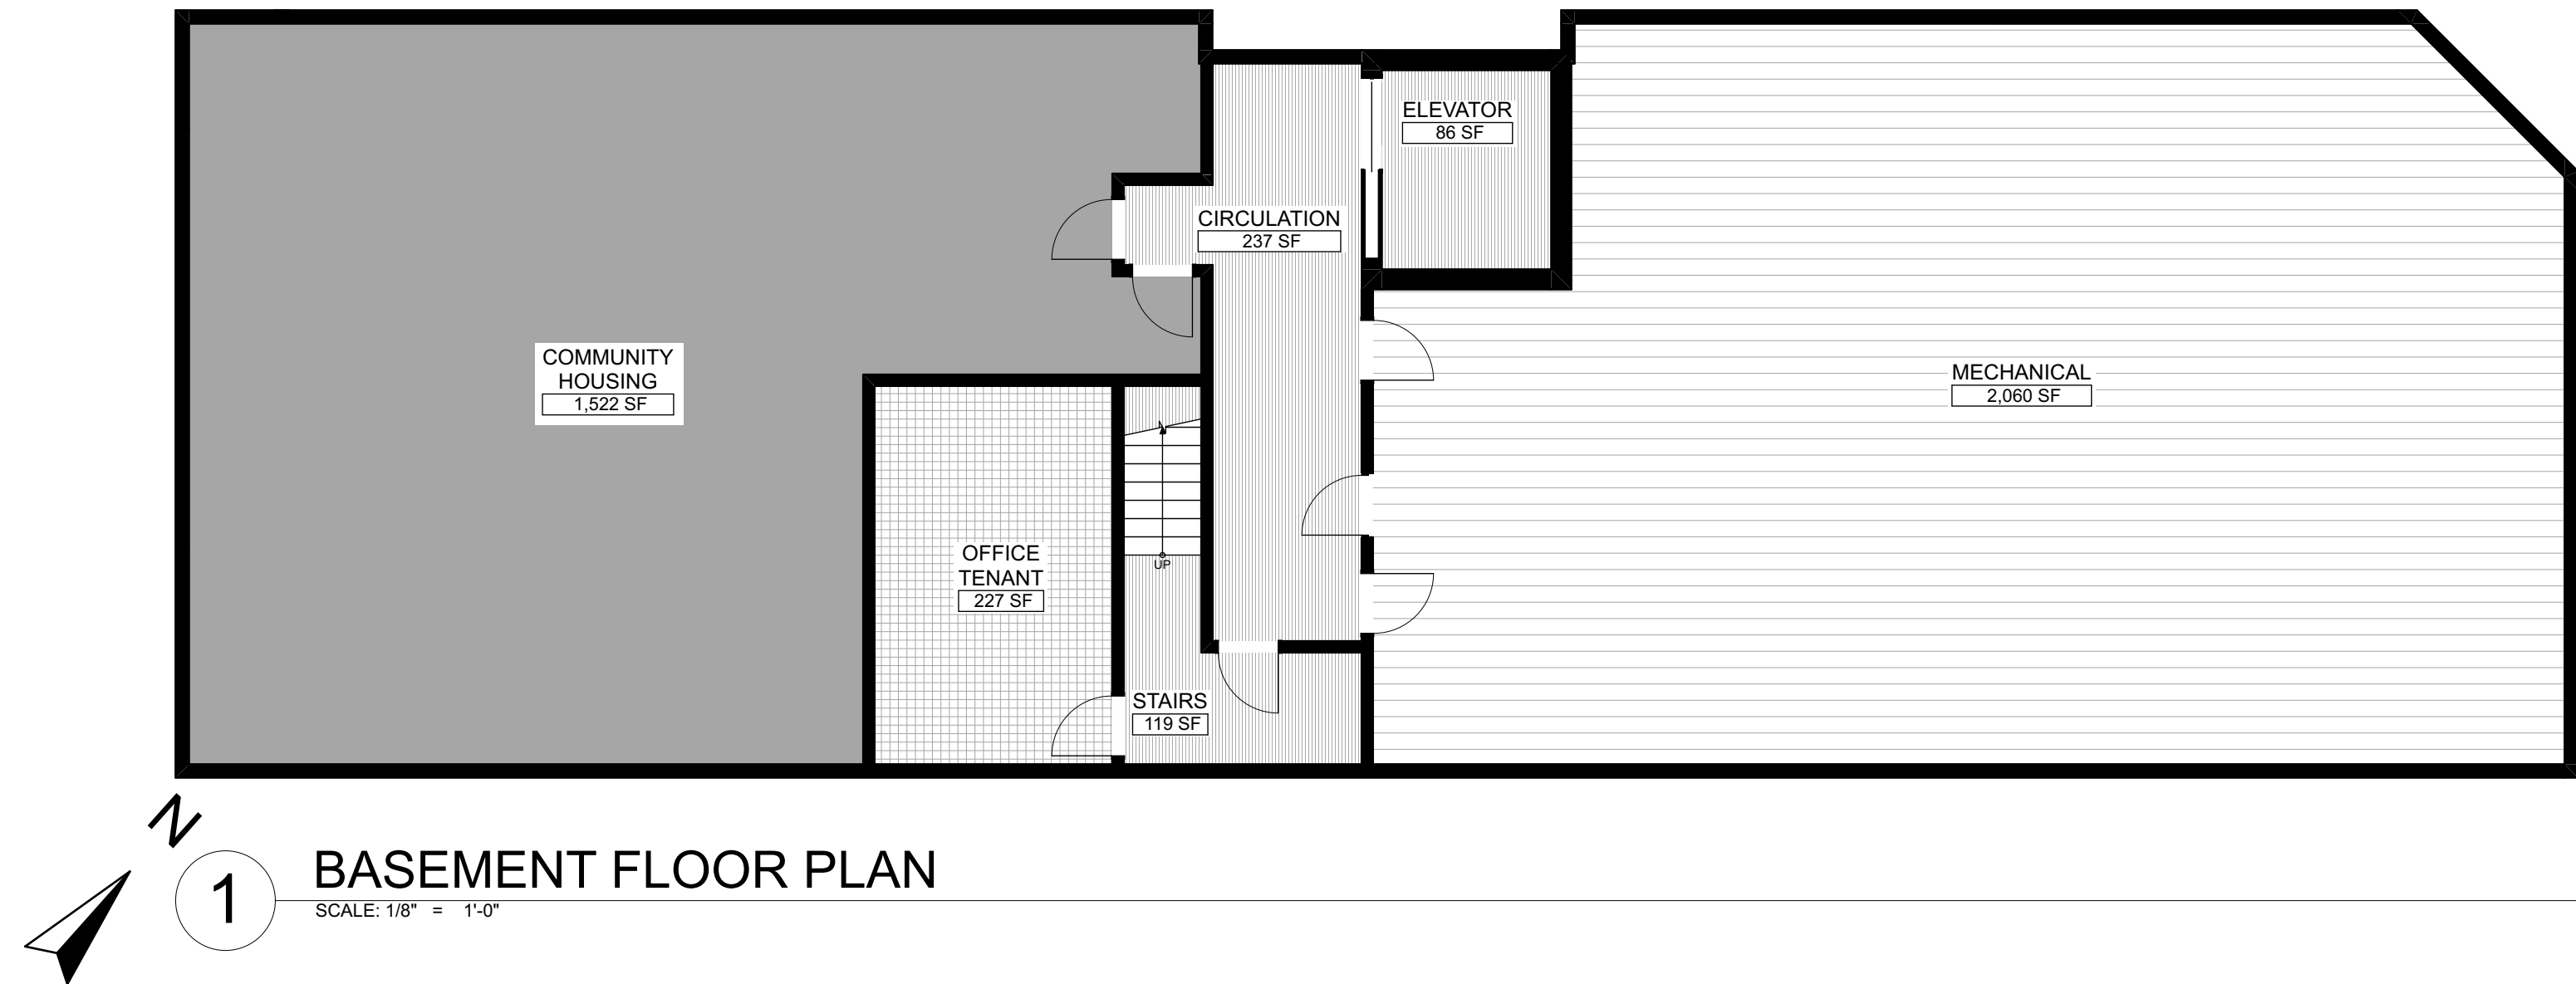 ELEVATOR
86 SF
CIRCULATION
237 SF
COMMUNITY
HOUSING
1,522 SF
MECHANICAL
2,060 SF
OFFICE
TENANT
227 SF
UP
STAIRS
119 SF
N
1
BASEMENT FLOOR PLAN
SCALE: 1/8" = 1'-0"